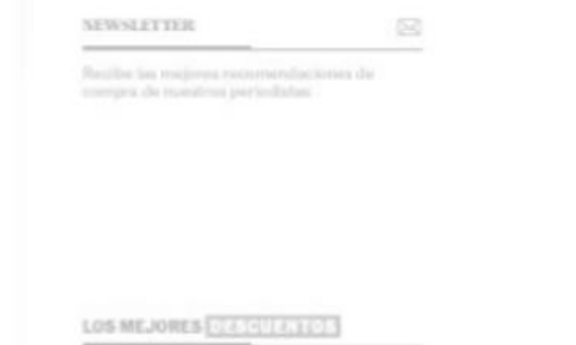 NEWSLETTER
Recibe las mejores recomendaciones de
compra de nuestros periodistas
LOS MEJORES DESCUENTOS